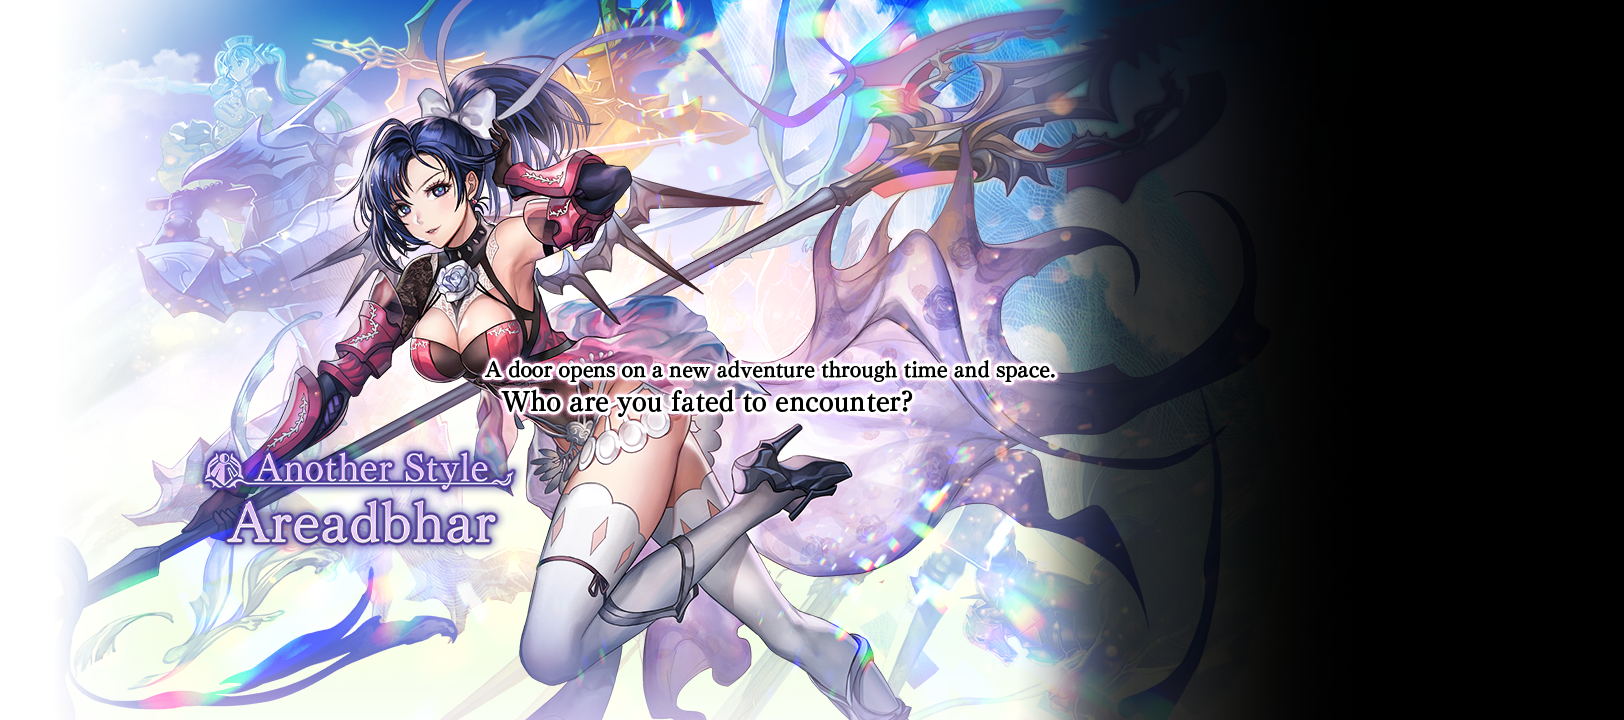 A door opens on a new adventure through time and space.
Who are you fated to encounter?
Another Style
Areadbhar